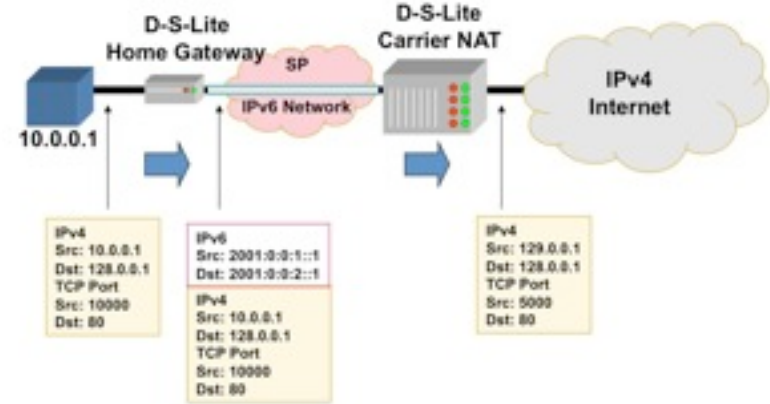 D-S-Lite
Home Gateway
D-S-Lite
Carrier NAT
SP
IPv6 Network
IPv4
Internet
10.0.0.1
IPv4
Src: 10.0.0.1
Dst: 128.0.0.1
TCP Port
Src: 10000
Dst: 80
IPv6
Src: 2001:0:0:1::1
Dst: 2001:0:0:2::1
IPv4
Src: 10.0.0.1
Dst: 128.0.0.1
TCP Port
Src: 10000
Dst: 80
IPv4
Src: 129.0.0.1
Dst: 128.0.0.1
TCP Port
Src: 5000
Dst: 80